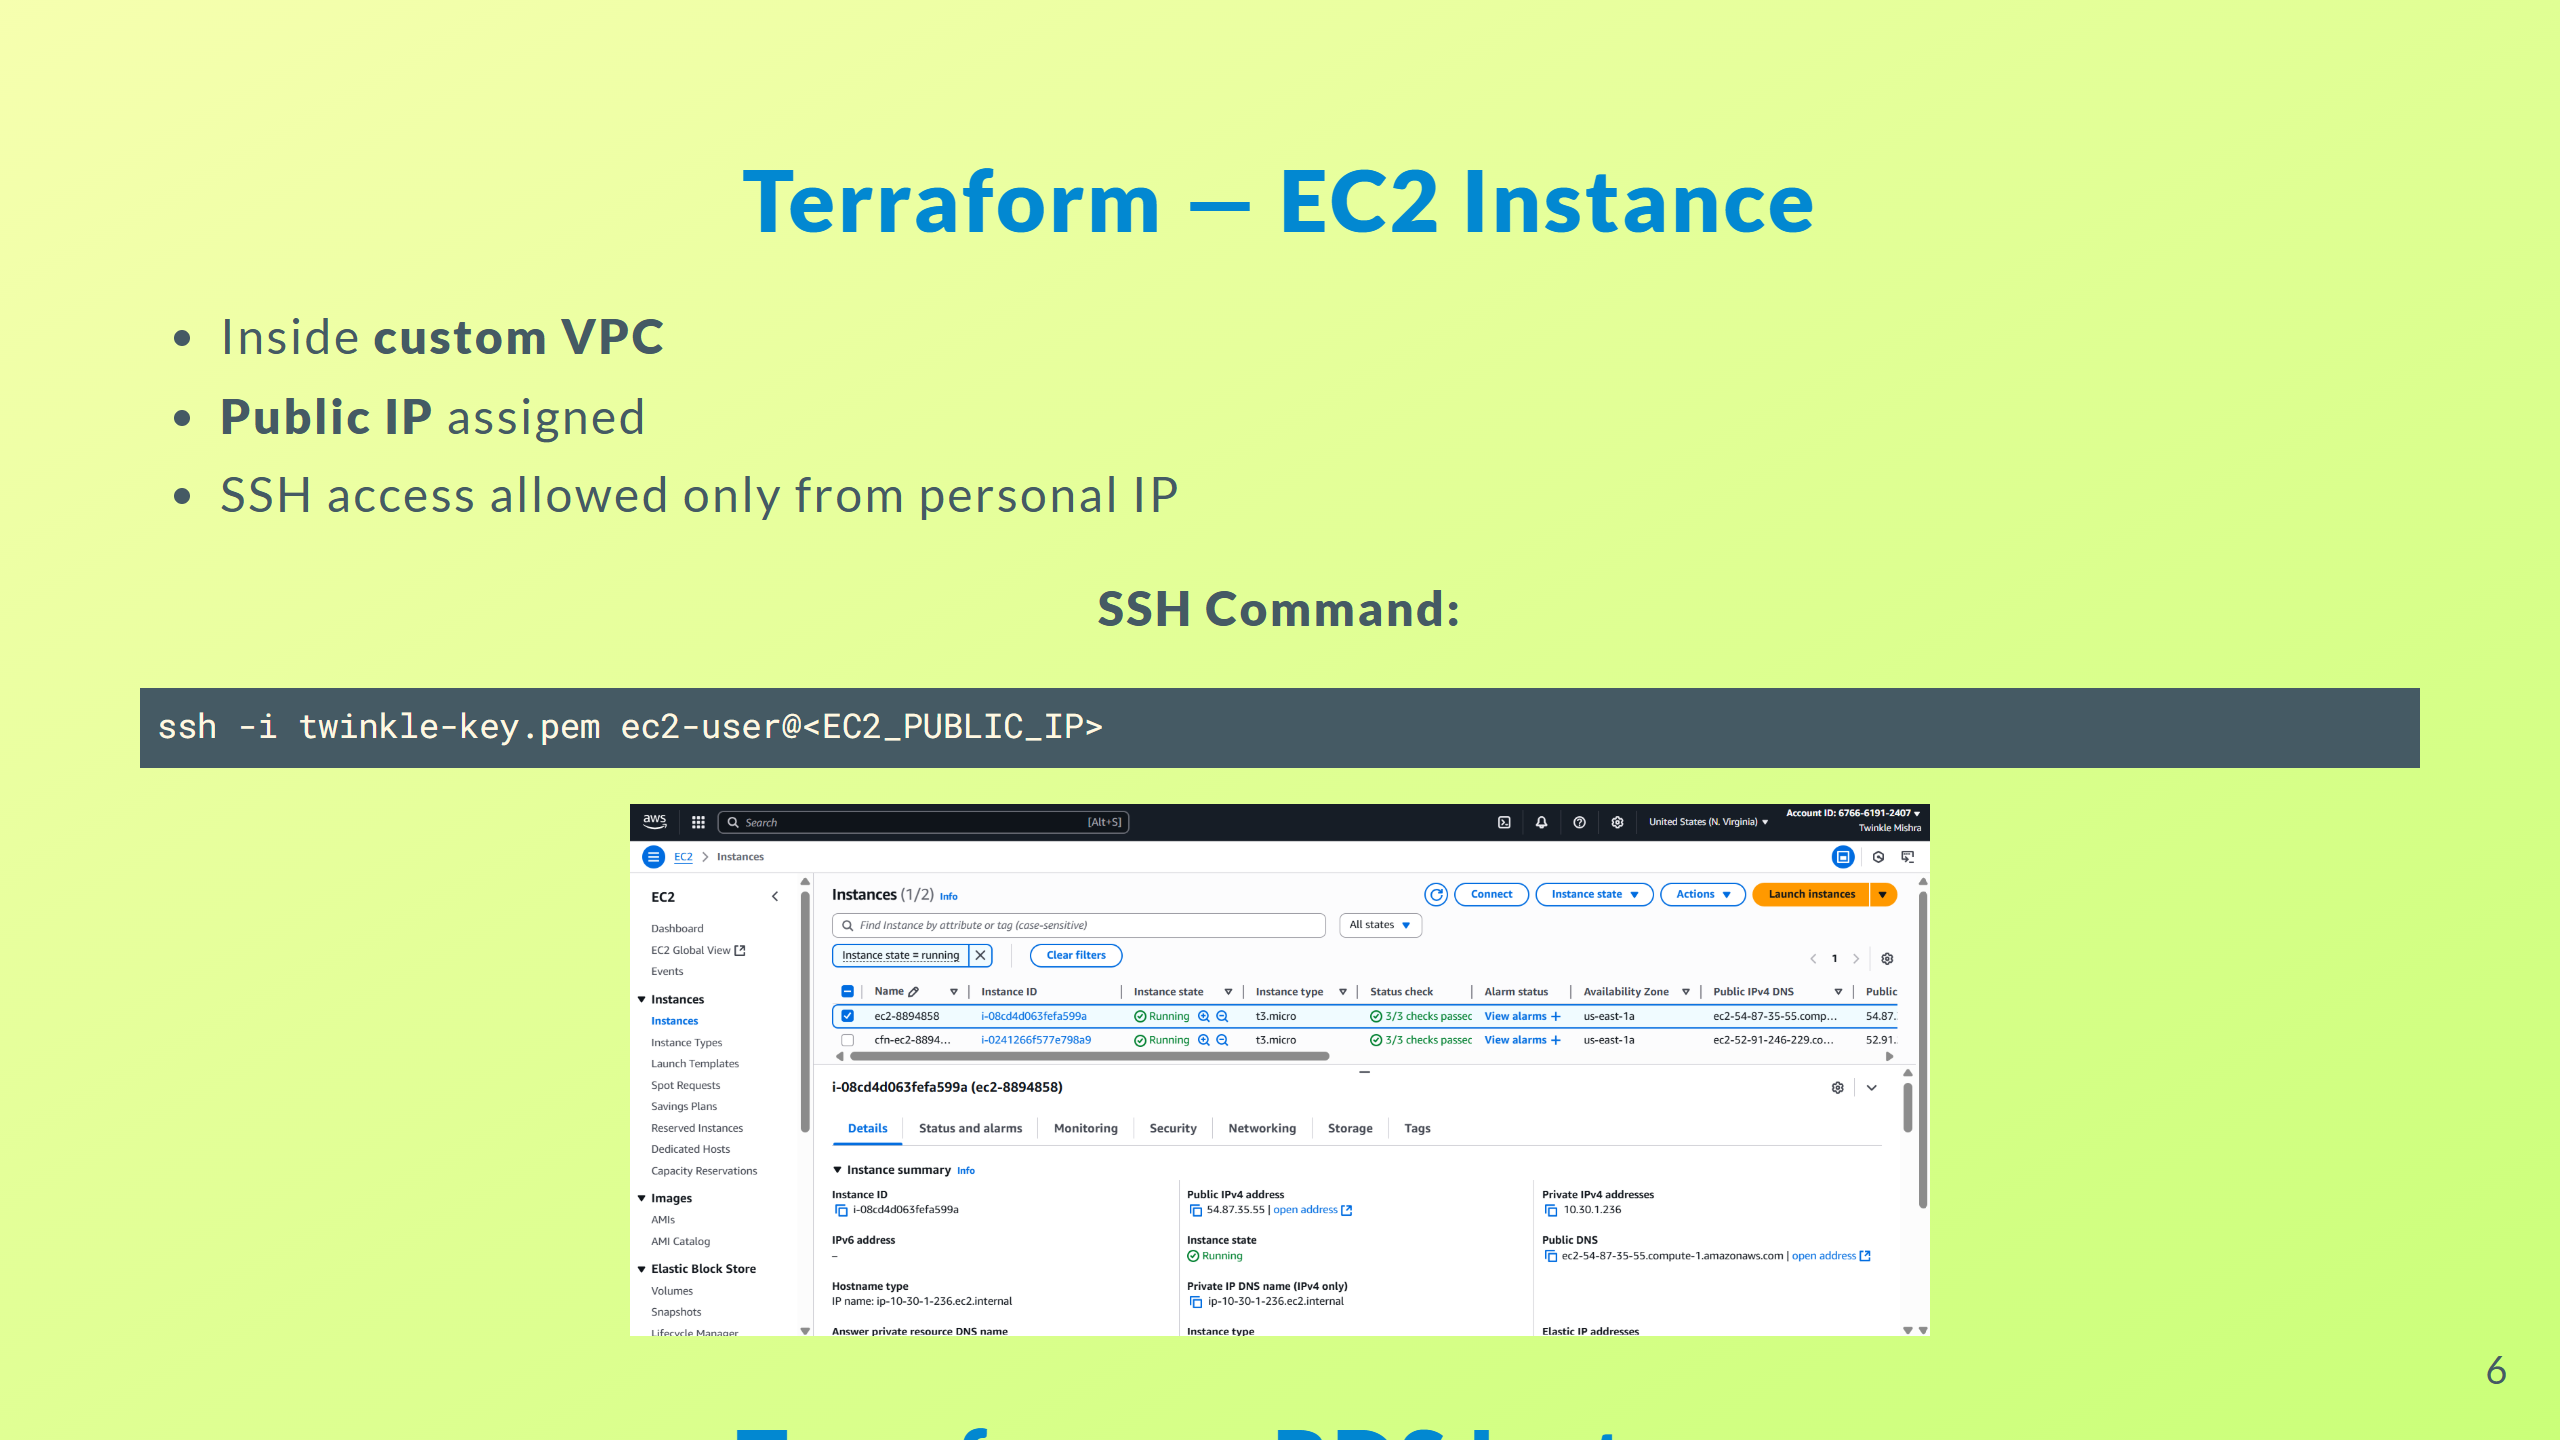 Terraform — EC2 Instance
• Inside custom VPC
• Public IP assigned
• SSH access allowed only from personal IP
SSH Command:
ssh -i twinkle-key.pem ec2-user@<EC2_PUBLIC_IP>
aws Search [Alt+S] United States (N. Virginia) Account ID: 6766-6191-2407
Twinkle Mishra
EC2 > Instances
EC2
Dashboard
EC2 Global View
Events
Instances
Instances
Instance Types
Launch Templates
Spot Requests
Savings Plans
Reserved Instances
Dedicated Hosts
Capacity Reservations
Images
AMIs
AMI Catalog
Elastic Block Store
Volumes
Snapshots
Lifecycle Manager
Instances (1/2) Info Connect Instance state Actions Launch instances
Find Instance by attribute or tag (case-sensitive) All states
Instance state = running Clear filters 1
Name Instance ID Instance state Instance type Status check Alarm status Availability Zone Public IPv4 DNS Public
ec2-8894858 i-08cd4d063fefa599a Running t3.micro 3/3 checks passec View alarms + us-east-1a ec2-54-87-35-55.comp... 54.87.
cfn-ec2-8894... i-0241266f577e798a9 Running t3.micro 3/3 checks passec View alarms + us-east-1a ec2-52-91-246-229.co... 52.91.
i-08cd4d063fefa599a (ec2-8894858)
Details Status and alarms Monitoring Security Networking Storage Tags
Instance summary Info
Instance ID Public IPv4 address Private IPv4 addresses
i-08cd4d063fefa599a 54.87.35.55 | open address 10.30.1.236
IPv6 address Instance state Public DNS
– Running ec2-54-87-35-55.compute-1.amazonaws.com | open address
Hostname type Private IP DNS name (IPv4 only)
IP name: ip-10-30-1-236.ec2.internal ip-10-30-1-236.ec2.internal
Answer private resource DNS name Instance type Elastic IP addresses
6